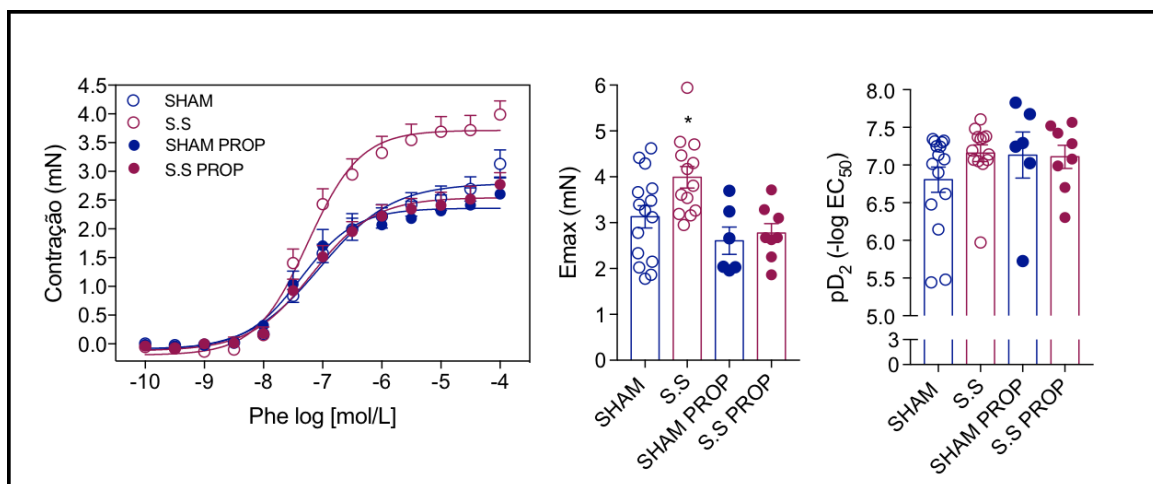 4.5
4.0
3.5
3.0
2.5
2.0
1.5
1.0
0.5
0.0
Contração (mN)
SHAM
S.S
SHAM PROP
S.S PROP
-10
-9
-8
-7
-6
-5
-4
Phe log [mol/L]
6
5
4
3
2
1
0
Emax (mN)
*
SHAM
S.S
SHAM PROP
S.S PROP
8.0
7.5
7.0
6.5
6.0
5.5
5.0
3
0
pD2 (-log EC50)
SHAM
S.S
SHAM PROP
S.S PROP